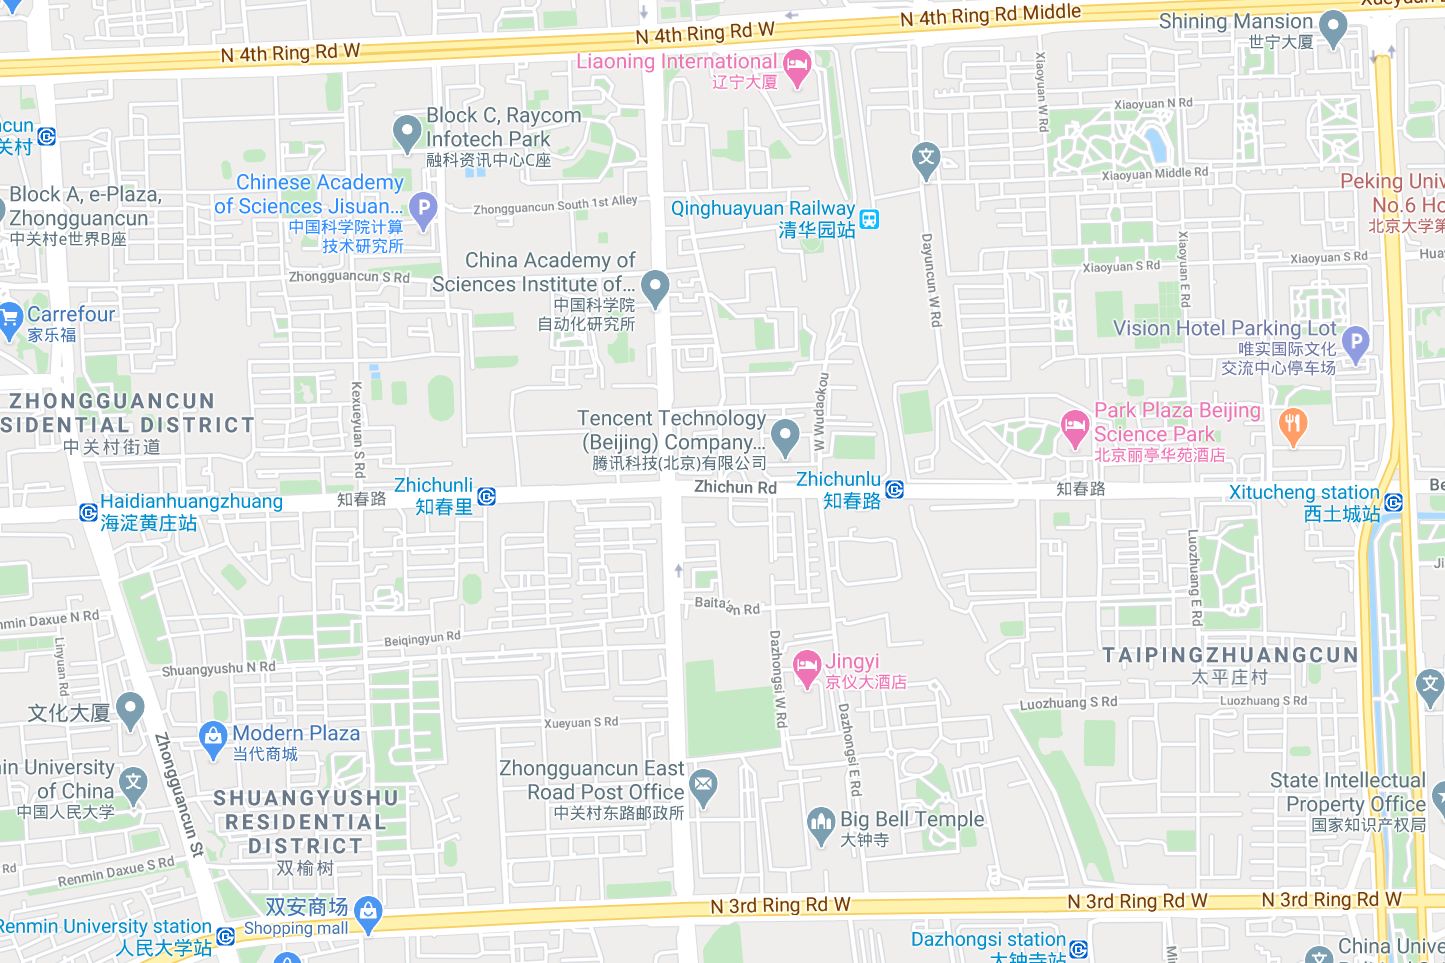 Xueyuan
N 4th Ring Rd Middle
Shining Mansion
世宁大厦
N 4th Ring Rd W
N 4th Ring Rd W
Liaoning International
辽宁大厦
Xiaoyuan W Rd
Xiaoyuan N Rd
Block C, Raycom
Infotech Park
融科资讯中心C座
cun
关村
Xiaoyuan Middle Rd
Chinese Academy
of Sciences Jisuan...
中国科学院计算
技术研究所
Block A, e-Plaza,
Zhongguancun
中关村e世界B座
Zhongguancun South 1st Alley
Qinghuayuan Railway
清华园站
Peking Univ
No.6 Ho
北京大学第
Dayuncun W Rd
Xiaoyuan E Rd
Xiaoyuan S Rd
Xiaoyuan S Rd
Huay
China Academy of
Sciences Institute of...
中国科学院
自动化研究所
Zhongguancun S Rd
Carrefour
家乐福
Vision Hotel Parking Lot
唯实国际文化
交流中心停车场
ZHONGGUANCUN
SIDENTIAL DISTRICT
中关村街道
Kexueyuan S Rd
W Wudaokou
Tencent Technology
(Beijing) Company...
腾讯科技(北京)有限公司
Park Plaza Beijing
Science Park
北京丽亭华苑酒店
Zhichunli
知春里
知春路
Zhichun Rd
Zhichunlu
知春路
知春路
Xitucheng station
西土城站
Be
Haidianhuangzhuang
海淀黄庄站
Luozhuang E Rd
Ji
Baitasan Rd
nmin Daxue N Rd
Linyuan Rd
Beiqingyun Rd
Shuangyushu N Rd
Dazhongsi W Rd
Jingyi
京仪大酒店
TAIPINGZHUANGCUN
太平庄村
Luozhuang S Rd
Luozhuang S Rd
文化大厦
Modern Plaza
当代商城
Xueyuan S Rd
Dazhongsi E Rd
Zhongguancun St
min University
of China
中国人民大学
Zhongguancun East
Road Post Office
中关村东路邮政所
State Intellectual
Property Office
国家知识产权局
SHUANGYUSHU
RESIDENTIAL
DISTRICT
双榆树
Big Bell Temple
大钟寺
Rd
Renmin Daxue S Rd
双安商场
Shopping mall
N 3rd Ring Rd W
N 3rd Ring Rd W
N 3rd Ring Rd W
Renmin University station
人民大学站
Dazhongsi station
大钟寺站
Min
China Unive